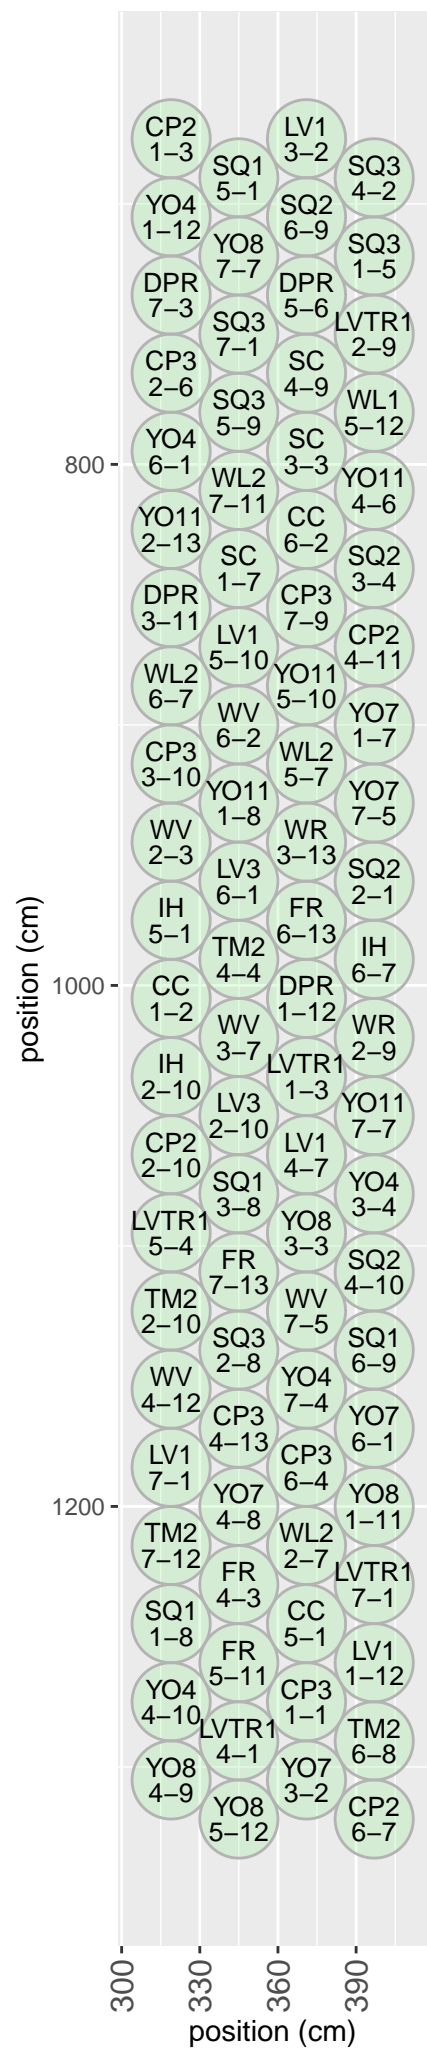 CP2
1–3
LV1
3–2
SQ1
5–1
SQ3
4–2
YO4
1–12
SQ2
6–9
YO8
7–7
SQ3
1–5
DPR
7–3
DPR
5–6
SQ3
7–1
LVTR1
2–9
CP3
2–6
SC
4–9
SQ3
5–9
WL1
5–12
YO4
6–1
SC
3–3
800
WL2
7–11
YO11
4–6
YO11
2–13
CC
6–2
SC
1–7
SQ2
3–4
DPR
3–11
CP3
7–9
LV1
5–10
CP2
4–11
WL2
6–7
YO11
5–10
WV
6–2
YO7
1–7
CP3
3–10
WL2
5–7
YO11
1–8
YO7
7–5
WV
2–3
WR
3–13
LV3
6–1
SQ2
2–1
IH
5–1
FR
6–13
TM2
4–4
IH
6–7
position (cm)
1000
CC
1–2
DPR
1–12
WV
3–7
WR
2–9
IH
2–10
LVTR1
1–3
LV3
2–10
YO11
7–7
CP2
2–10
LV1
4–7
SQ1
3–8
YO4
3–4
LVTR1
5–4
YO8
3–3
FR
7–13
SQ2
4–10
TM2
2–10
WV
7–5
SQ3
2–8
SQ1
6–9
WV
4–12
YO4
7–4
CP3
4–13
YO7
6–1
LV1
7–1
CP3
6–4
YO7
4–8
YO8
1–11
1200
TM2
7–12
WL2
2–7
FR
4–3
LVTR1
7–1
SQ1
1–8
CC
5–1
FR
5–11
LV1
1–12
YO4
4–10
CP3
1–1
LVTR1
4–1
TM2
6–8
YO8
4–9
YO7
3–2
YO8
5–12
CP2
6–7
300
330
360
390
position (cm)